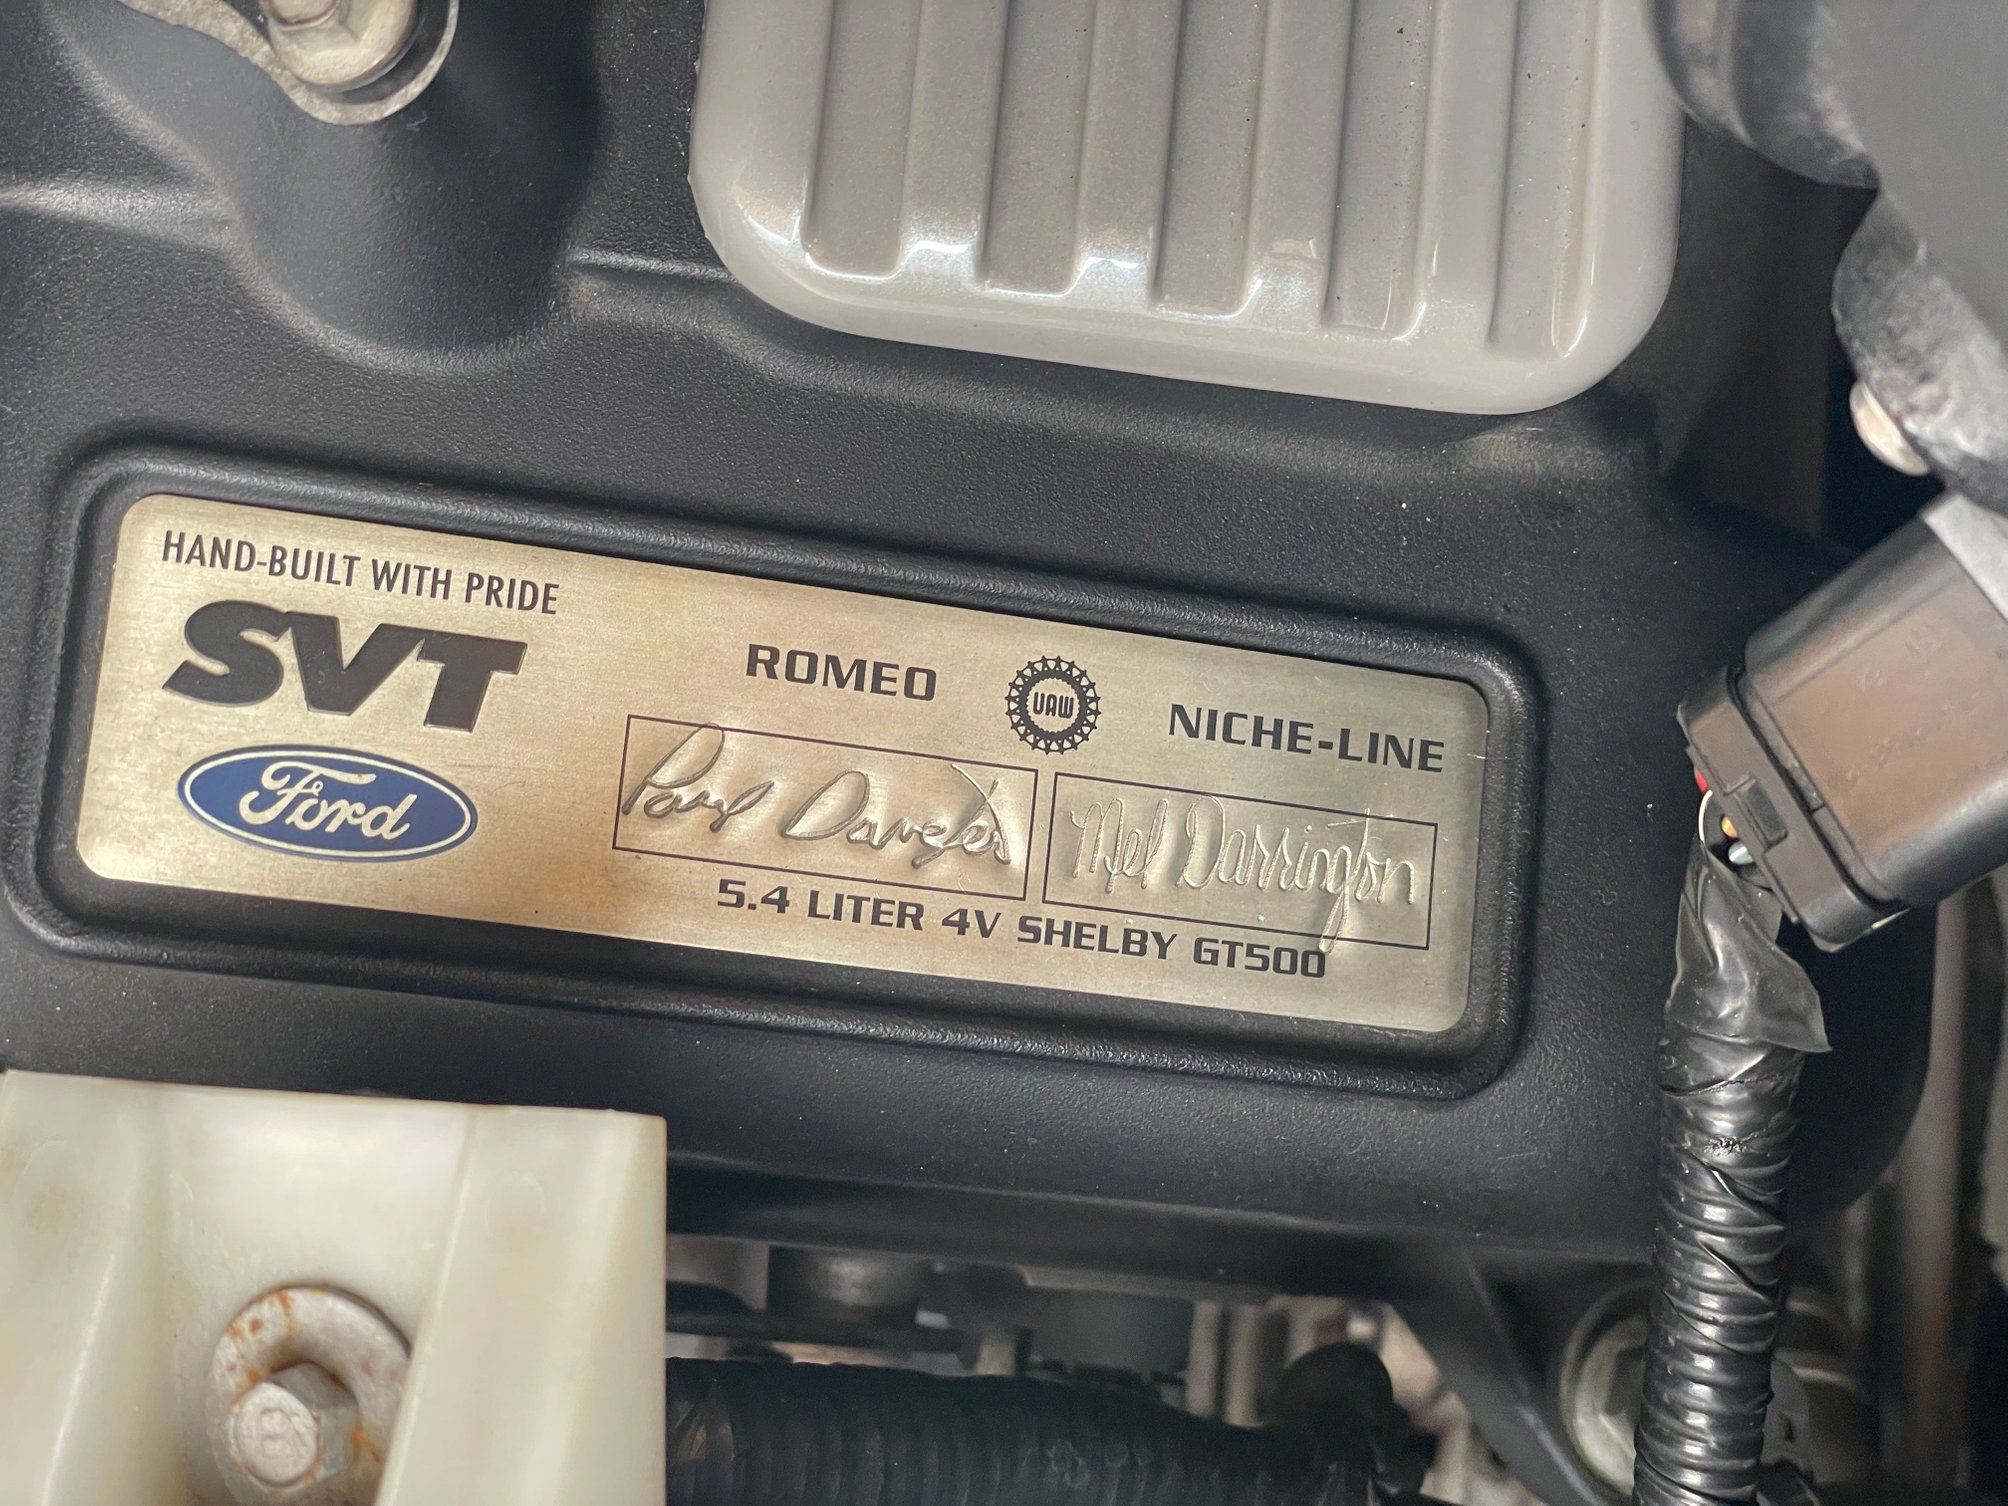 HAND-BUILT WITH PRIDE
SVT
Ford
ROMEO
UAW
NICHE-LINE
Mel Darrington
5.4 LITER 4V SHELBY GT500